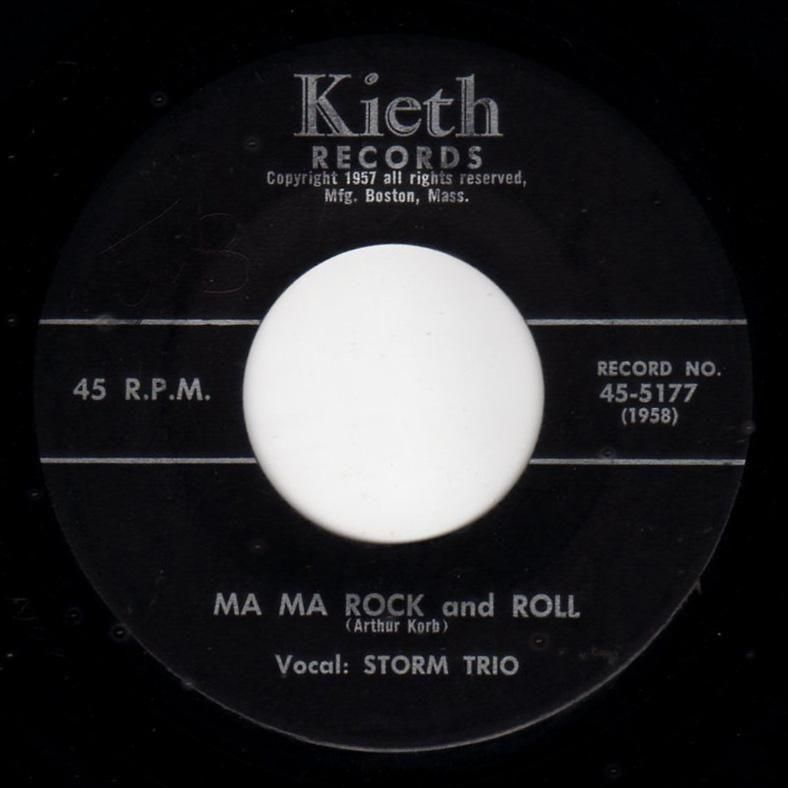 Kieth
RECORDS
Copyright 1957 all rights reserved,
Mfg. Boston, Mass.
45 R.P.M.
RECORD NO.
45-5177
(1958)
MA MA ROCK and ROLL
(Arthur Korb)
Vocal: STORM TRIO